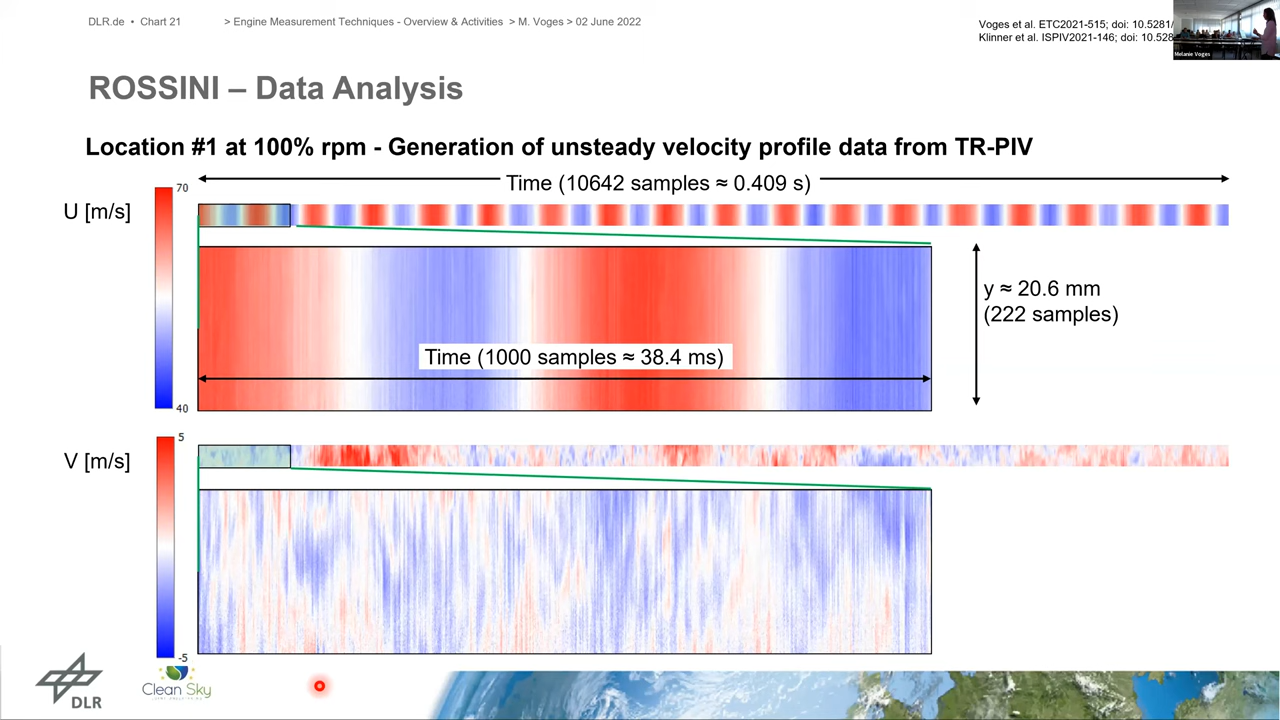 DLR.de • Chart 21 > Engine Measurement Techniques - Overview & Activities > M. Voges > 02 June 2022
Voges et al. ETC2021-515; doi: 10.5281/
Klinner et al. ISPIV2021-146; doi: 10.528
Melanie Voges
ROSSINI – Data Analysis
Location #1 at 100% rpm - Generation of unsteady velocity profile data from TR-PIV
Time (10642 samples ≈ 0.409 s)
70
U [m/s]
y ≈ 20.6 mm
(222 samples)
Time (1000 samples ≈ 38.4 ms)
40
5
V [m/s]
-5
DLR
Clean Sky